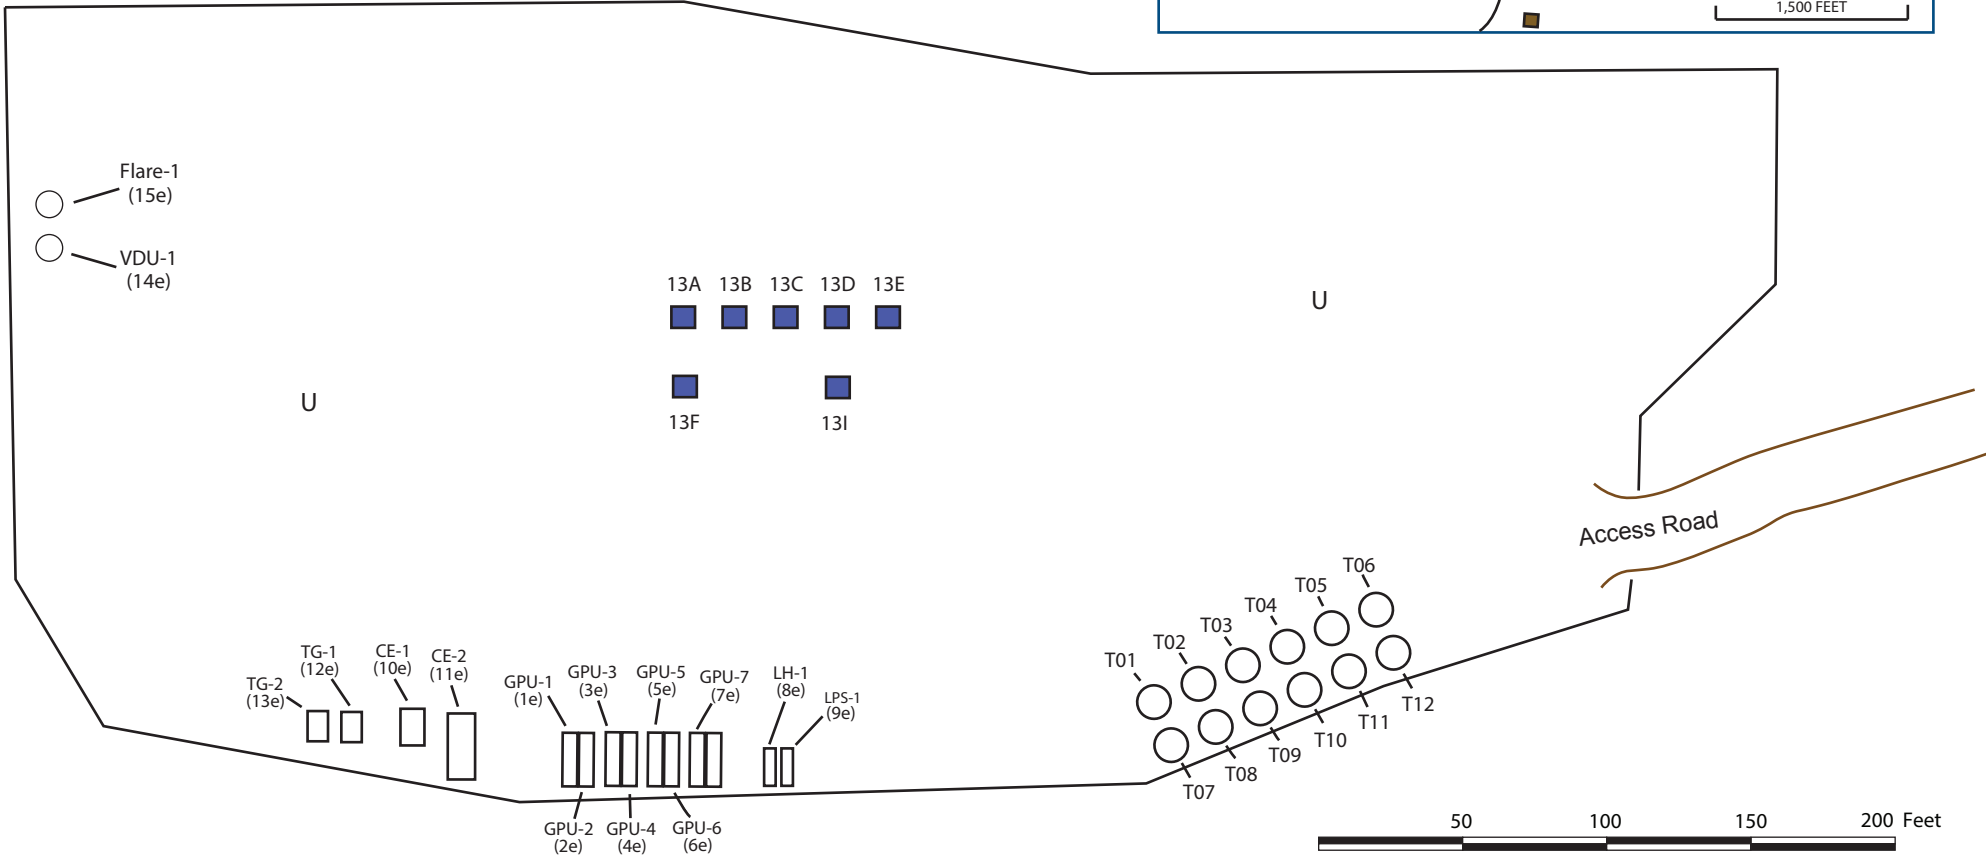 1,500 FEET
Flare-1
(15e)
VDU-1
(14e)
13A 13B 13C 13D 13E
U
13F 13I
U
Access Road
T06
T05
T04
T03
T02
T01
TG-1
(12e)
CE-1
(10e)
CE-2
(11e)
TG-2
(13e)
GPU-1
(1e)
GPU-3
(3e)
GPU-5
(5e)
GPU-7
(7e)
LH-1
(8e)
LPS-1
(9e)
T12
T11
T10
T09
T08
T07
GPU-2
(2e)
GPU-4
(4e)
GPU-6
(6e)
50 100 150 200 Feet